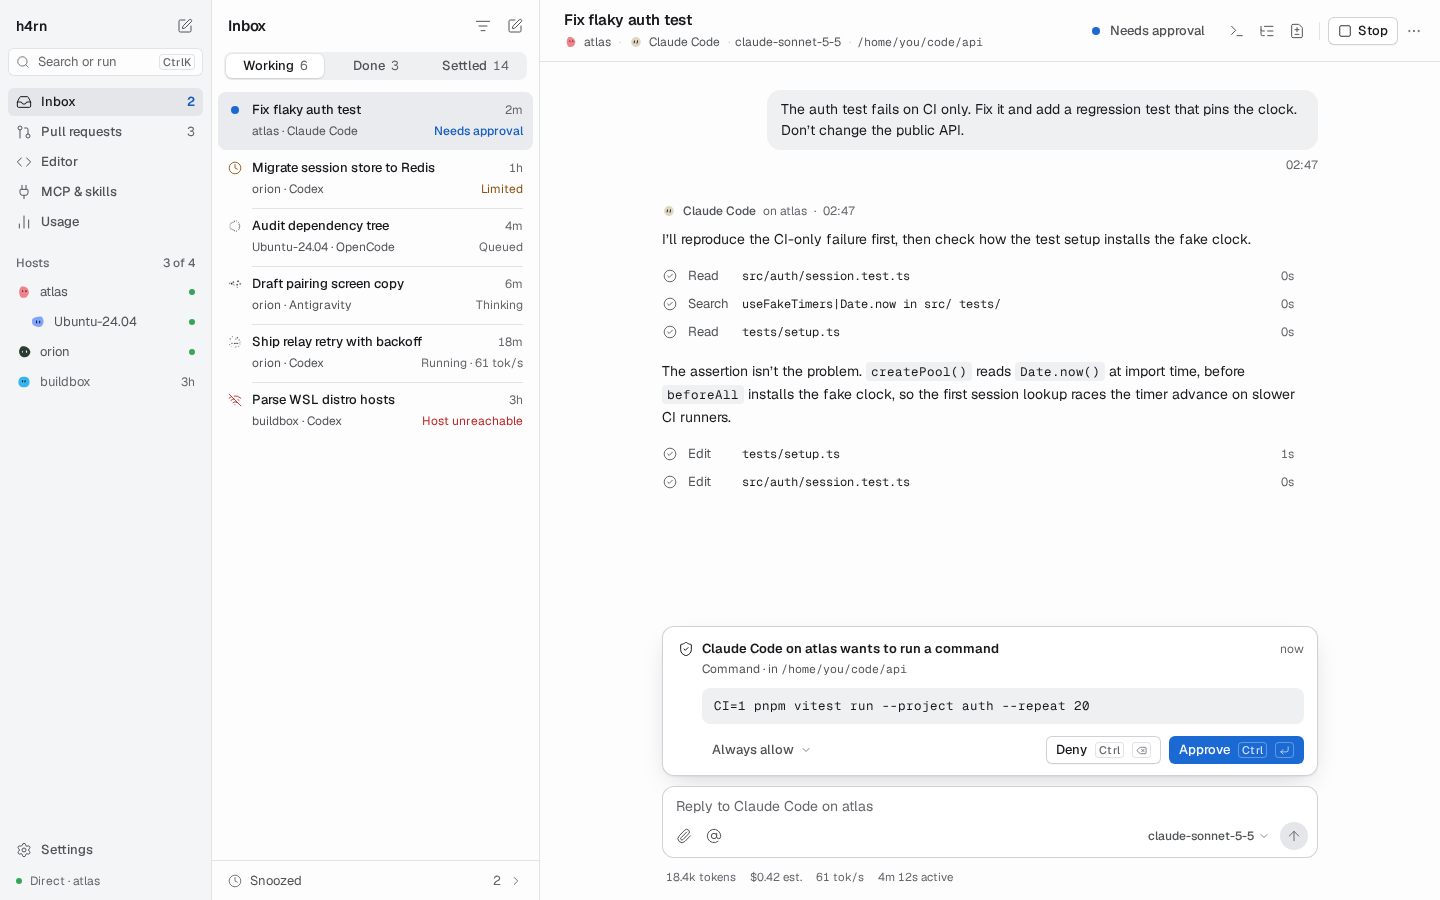 h4rn
Search or run CtrlK
Inbox 2
Pull requests 3
Editor
MCP & skills
Usage
Hosts 3 of 4
atlas
Ubuntu-24.04
orion
buildbox 3h
Settings
Direct · atlas
Inbox
Working 6 Done 3 Settled 14
Fix flaky auth test 2m
atlas · Claude Code Needs approval
Migrate session store to Redis 1h
orion · Codex Limited
Audit dependency tree 4m
Ubuntu-24.04 · OpenCode Queued
Draft pairing screen copy 6m
orion · Antigravity Thinking
Ship relay retry with backoff 18m
orion · Codex Running · 61 tok/s
Parse WSL distro hosts 3h
buildbox · Codex Host unreachable
Snoozed 2
Fix flaky auth test
atlas · Claude Code · claude-sonnet-5-5 · /home/you/code/api
Needs approval Stop
The auth test fails on CI only. Fix it and add a regression test that pins the clock.
Don’t change the public API.
02:47
Claude Code on atlas · 02:47
I’ll reproduce the CI-only failure first, then check how the test setup installs the fake clock.
Read src/auth/session.test.ts 0s
Search useFakeTimers|Date.now in src/ tests/ 0s
Read tests/setup.ts 0s
The assertion isn’t the problem. createPool() reads Date.now() at import time, before
beforeAll installs the fake clock, so the first session lookup races the timer advance on slower
CI runners.
Edit tests/setup.ts 1s
Edit src/auth/session.test.ts 0s
Claude Code on atlas wants to run a command now
Command · in /home/you/code/api
CI=1 pnpm vitest run --project auth --repeat 20
Always allow Deny Ctrl Approve Ctrl
Reply to Claude Code on atlas
claude-sonnet-5-5
18.4k tokens $0.42 est. 61 tok/s 4m 12s active